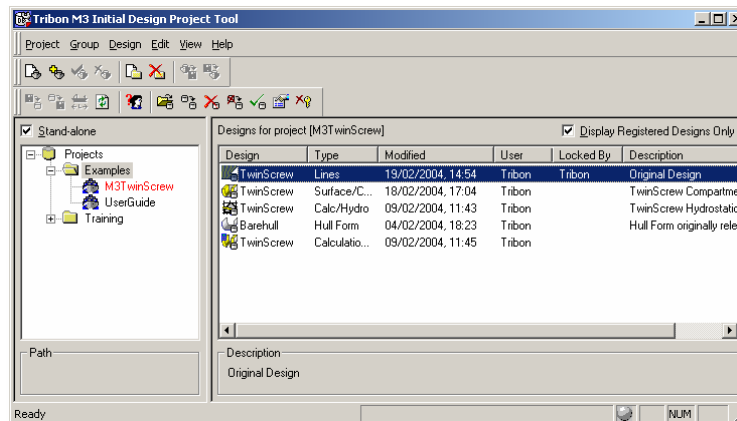 Tribon M3 Initial Design Project Tool
Project Group Design Edit View Help
Stand-alone
Designs for project [M3TwinScrew]
Display Registered Designs Only
Projects
Examples
M3TwinScrew
UserGuide
Training
Design Type Modified User Locked By Description
TwinScrew Lines 19/02/2004, 14:54 Tribon Tribon Original Design
TwinScrew Surface/C... 18/02/2004, 17:04 Tribon TwinScrew Compartme
TwinScrew Calc/Hydro 09/02/2004, 11:43 Tribon TwinScrew Hydrostatic
Barehull Hull Form 04/02/2004, 18:23 Tribon Hull Form originally rele
TwinScrew Calculatio... 09/02/2004, 11:45 Tribon
Path
Description
Original Design
Ready
NUM